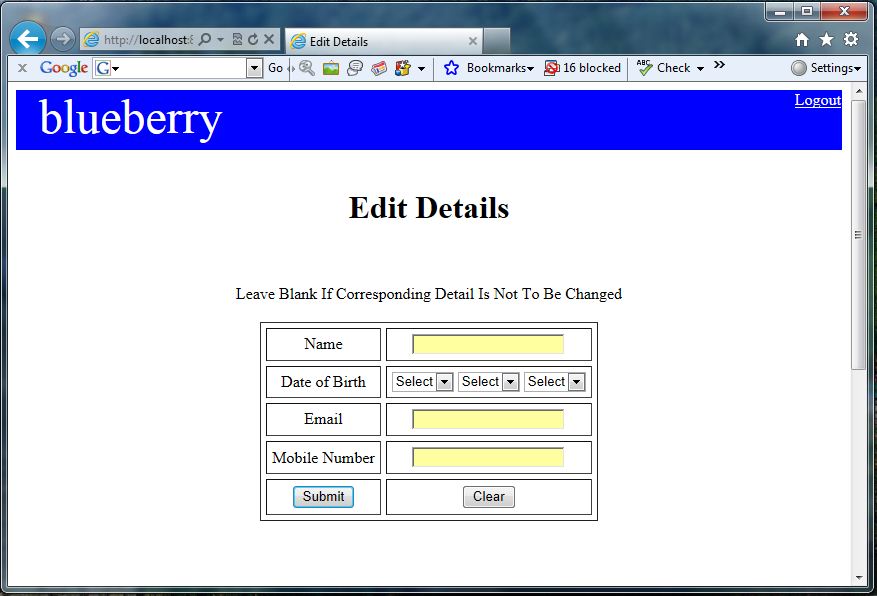 http://localhost:8
Edit Details
Google
G
Go
Bookmarks
16 blocked
ABC
Check
Settings
blueberry
Logout
Edit Details
Leave Blank If Corresponding Detail Is Not To Be Changed
Name
Date of Birth
Select Select Select
Email
Mobile Number
Submit
Clear